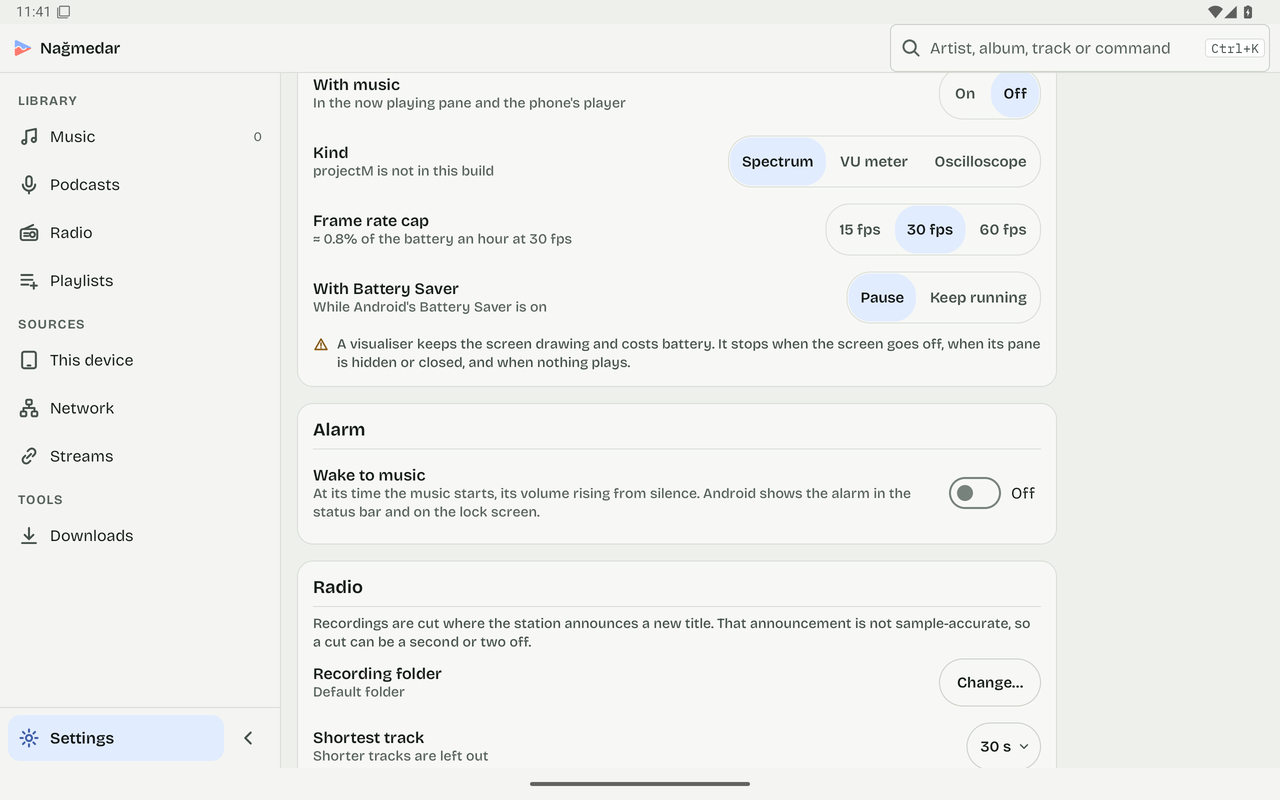 11:41
Nağmedar
Artist, album, track or command
Ctrl+K
LIBRARY
Music
0
Podcasts
Radio
Playlists
SOURCES
This device
Network
Streams
TOOLS
Downloads
Settings
With music
In the now playing pane and the phone's player
On
Off
Kind
projectM is not in this build
Spectrum
VU meter
Oscilloscope
Frame rate cap
≈ 0.8% of the battery an hour at 30 fps
15 fps
30 fps
60 fps
With Battery Saver
While Android's Battery Saver is on
Pause
Keep running
A visualiser keeps the screen drawing and costs battery. It stops when the screen goes off, when its pane
is hidden or closed, and when nothing plays.
Alarm
Wake to music
At its time the music starts, its volume rising from silence. Android shows the alarm in the
status bar and on the lock screen.
Off
Radio
Recordings are cut where the station announces a new title. That announcement is not sample-accurate, so
a cut can be a second or two off.
Recording folder
Default folder
Change...
Shortest track
Shorter tracks are left out
30 s